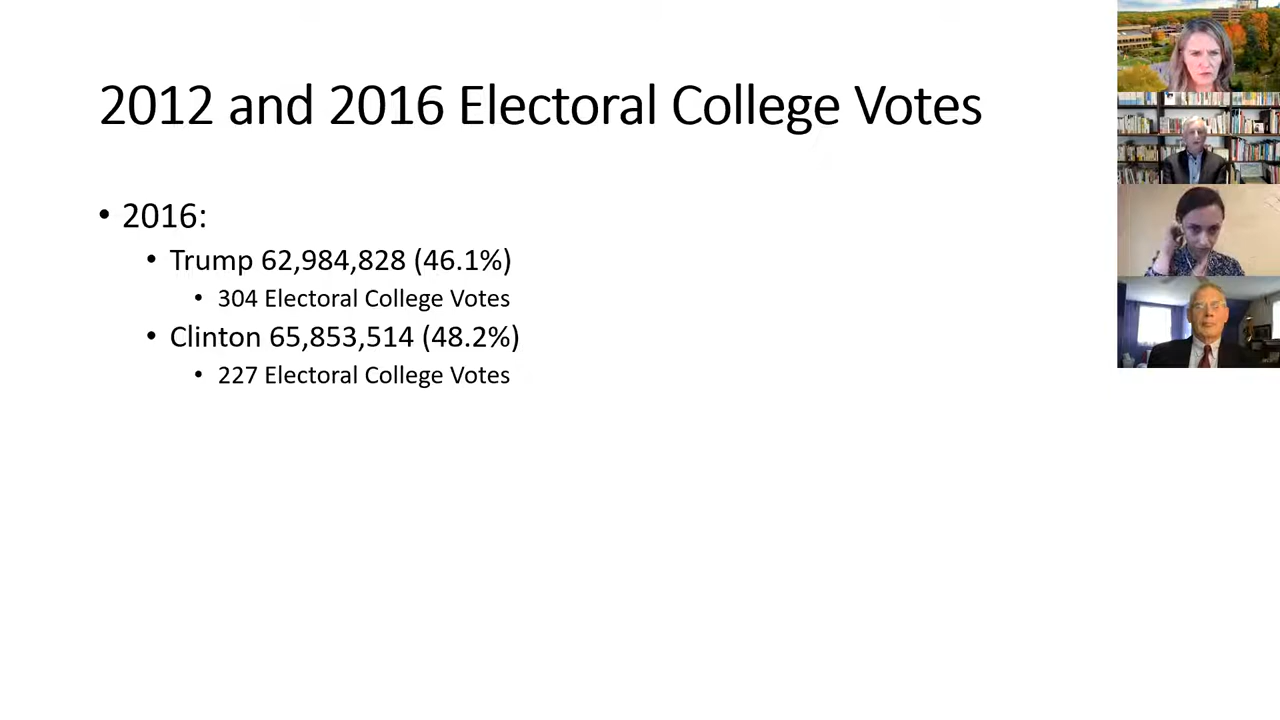 2012 and 2016 Electoral College Votes
• 2016:
• Trump 62,984,828 (46.1%)
• 304 Electoral College Votes
• Clinton 65,853,514 (48.2%)
• 227 Electoral College Votes